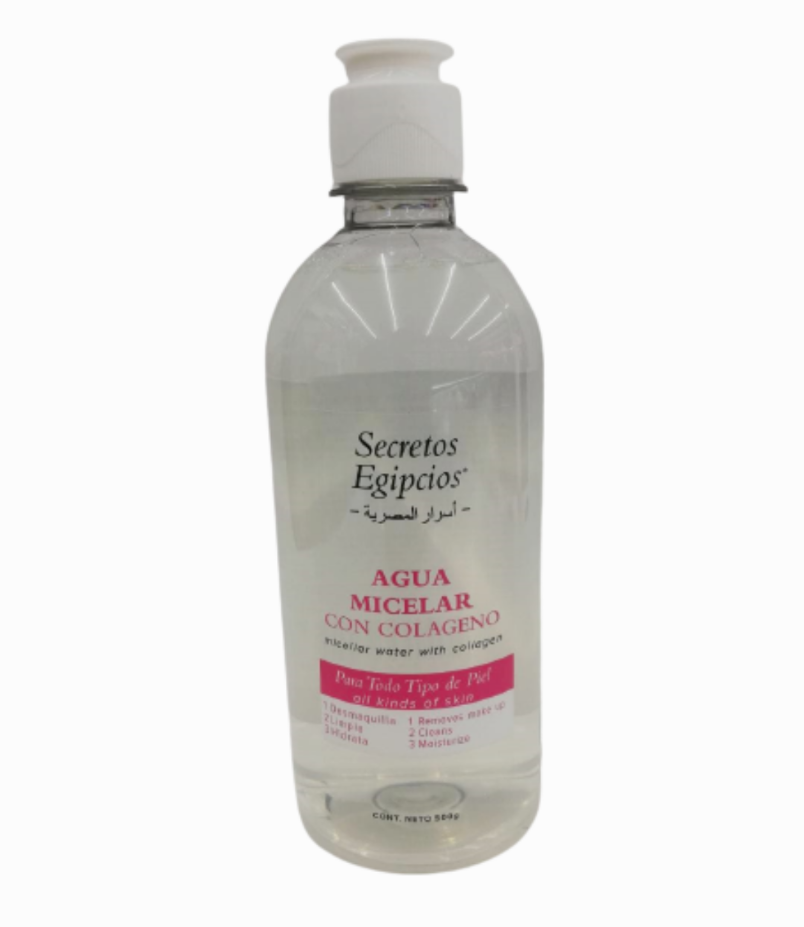 Secretos
Egipcios®
– أسرار المصرية –
AGUA
MICELAR
CON COLAGENO
micellar water with collagen
Para Todo Tipo de Piel
all kinds of skin
1 Desmaquilla
2 Limpia
3 Hidrata
1 Removes make up
2 Cleans
3 Moisturize
CONT. NETO 500g